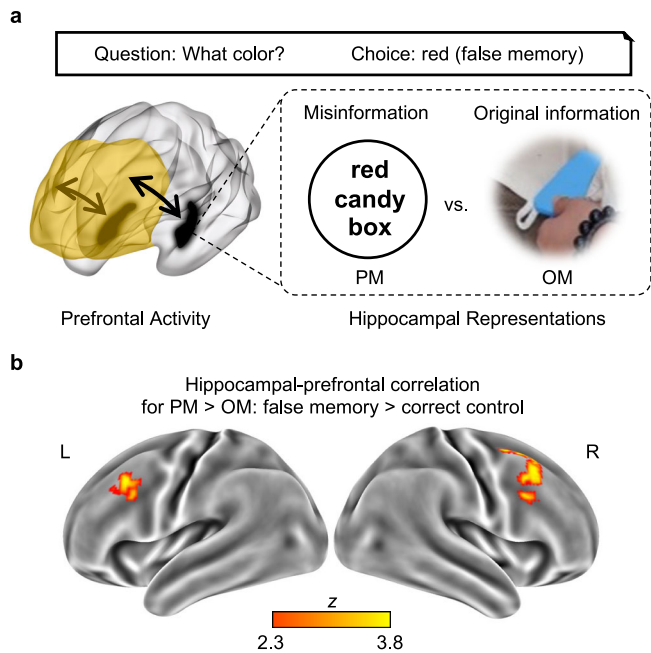 a
Question: What color? Choice: red (false memory)
Misinformation Original information
red
candy
box
vs.
PM OM
Prefrontal Activity Hippocampal Representations
b
Hippocampal-prefrontal correlation
for PM > OM: false memory > correct control
L R
z
2.3 3.8